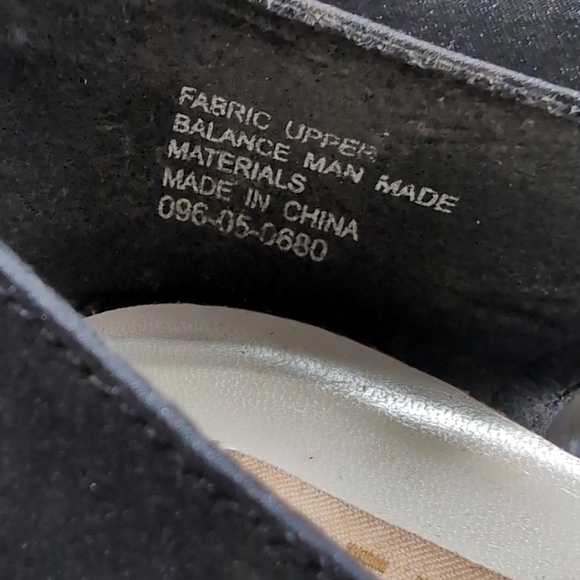 FABRIC UPPER
BALANCE MAN MADE
MATERIALS
MADE IN CHINA
096-05-0680